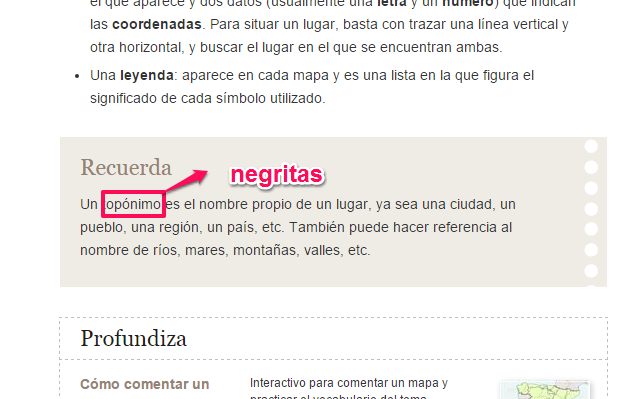 el que aparece y dos datos (usualmente una letra y un número) que indican
las coordenadas. Para situar un lugar, basta con trazar una línea vertical y
otra horizontal, y buscar el lugar en el que se encuentran ambas.
Una leyenda: aparece en cada mapa y es una lista en la que figura el
significado de cada símbolo utilizado.
Recuerda
negritas
Un topónimo es el nombre propio de un lugar, ya sea una ciudad, un
pueblo, una región, un país, etc. También puede hacer referencia al
nombre de ríos, mares, montañas, valles, etc.
Profundiza
Cómo comentar un
Interactivo para comentar un mapa y
practicar el vocabulario del tema